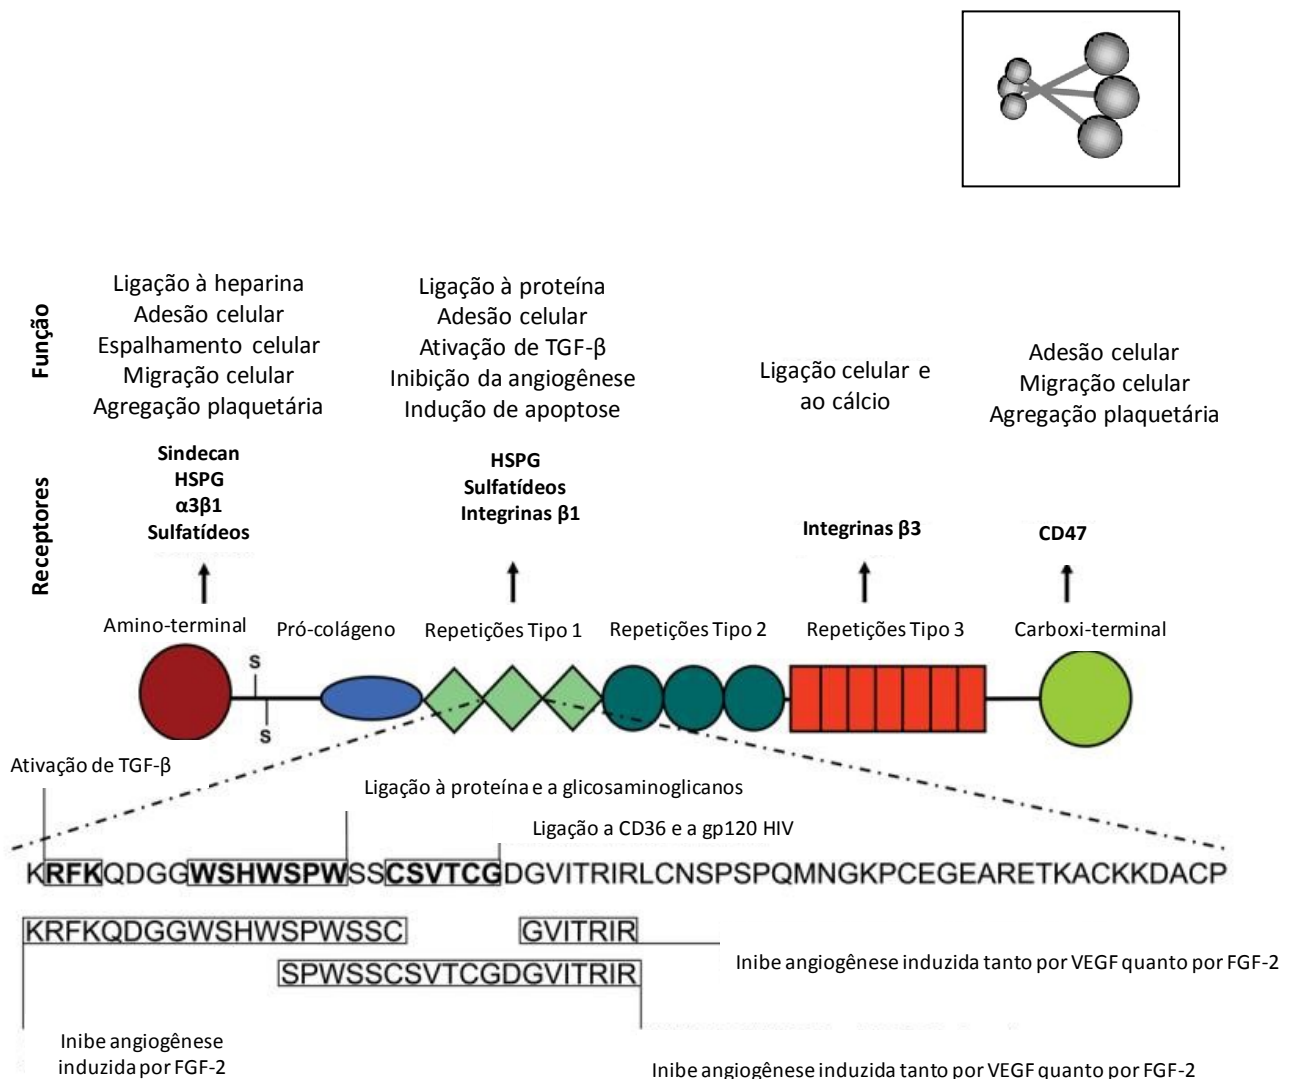 Função
Ligação à heparina
Adesão celular
Espalhamento celular
Migração celular
Agregação plaquetária
Ligação à proteína
Adesão celular
Ativação de TGF-β
Inibição da angiogênese
Indução de apoptose
Ligação celular e
ao cálcio
Adesão celular
Migração celular
Agregação plaquetária
Receptores
Sindecan
HSPG
α3β1
Sulfatídeos
HSPG
Sulfatídeos
Integrinas β1
Integrinas β3
CD47
Amino-terminal
Pró-colágeno
Repetições Tipo 1
Repetições Tipo 2
Repetições Tipo 3
Carboxi-terminal
S
S
Ativação de TGF-β
Ligação à proteína e a glicosaminoglicanos
Ligação a CD36 e a gp120 HIV
KRFKQDGGWSHWSPWSSCSVTCGDGVITRIRLCNSPSPQMNGKPCEGEARETKACKKDACP
KRFKQDGGWSHWSPWSSC
GVITRIR
SPWSSCSVTCGDGVITRIR
Inibe angiogênese induzida tanto por VEGF quanto por FGF-2
Inibe angiogênese
induzida por FGF-2
Inibe angiogênese induzida tanto por VEGF quanto por FGF-2